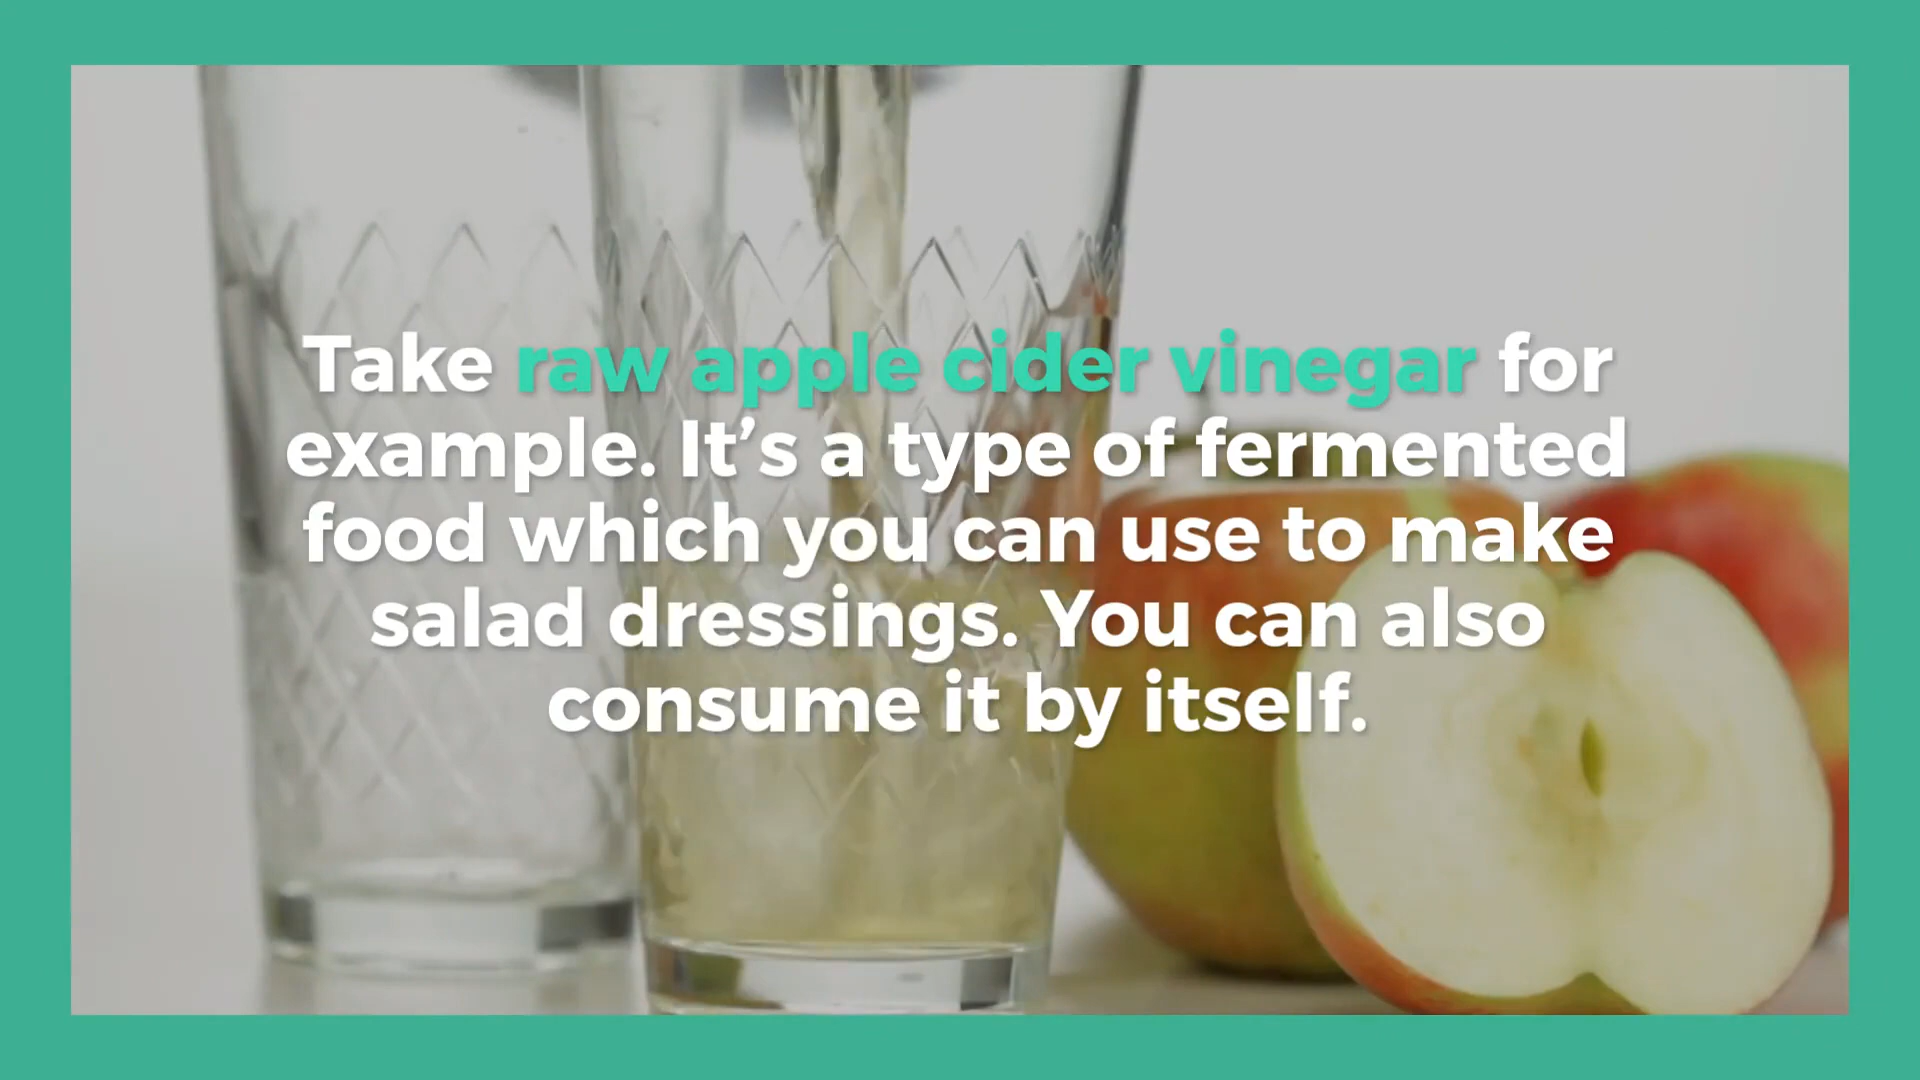 Take raw apple cider vinegar for
example. It’s a type of fermented
food which you can use to make
salad dressings. You can also
consume it by itself.